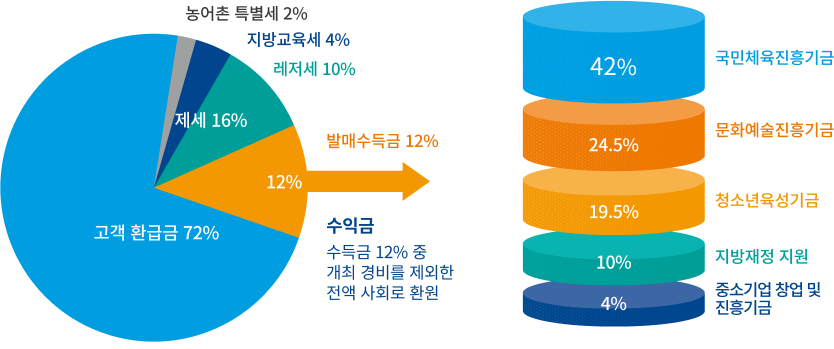 농어촌 특별세 2%
지방교육세 4%
레저세 10%
제세 16%
발매수득금 12%
12%
고객 환급금 72%
수익금
수득금 12% 중
개최 경비를 제외한
전액 사회로 환원
42%
국민체육진흥기금
24.5%
문화예술진흥기금
19.5%
청소년육성기금
10%
지방재정 지원
4%
중소기업 창업 및
진흥기금